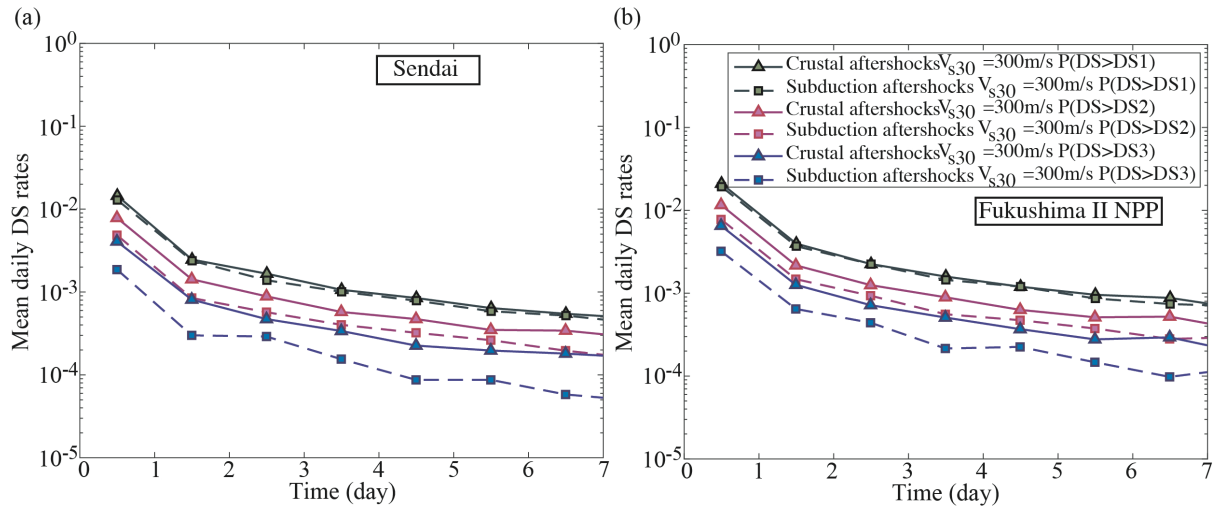 (a)
Sendai
Mean daily DS rates
10^0
10^-1
10^-2
10^-3
10^-4
10^-5
0 1 2 3 4 5 6 7
Time (day)
(b)
Crustal aftershocksV_s30 =300m/s P(DS>DS1)
Subduction aftershocks V_s30 =300m/s P(DS>DS1)
Crustal aftershocksV_s30 =300m/s P(DS>DS2)
Subduction aftershocks V_s30 =300m/s P(DS>DS2)
Crustal aftershocksV_s30 =300m/s P(DS>DS3)
Subduction aftershocks V_s30 =300m/s P(DS>DS3)
Fukushima II NPP
Mean daily DS rates
10^0
10^-1
10^-2
10^-3
10^-4
10^-5
0 1 2 3 4 5 6 7
Time (day)